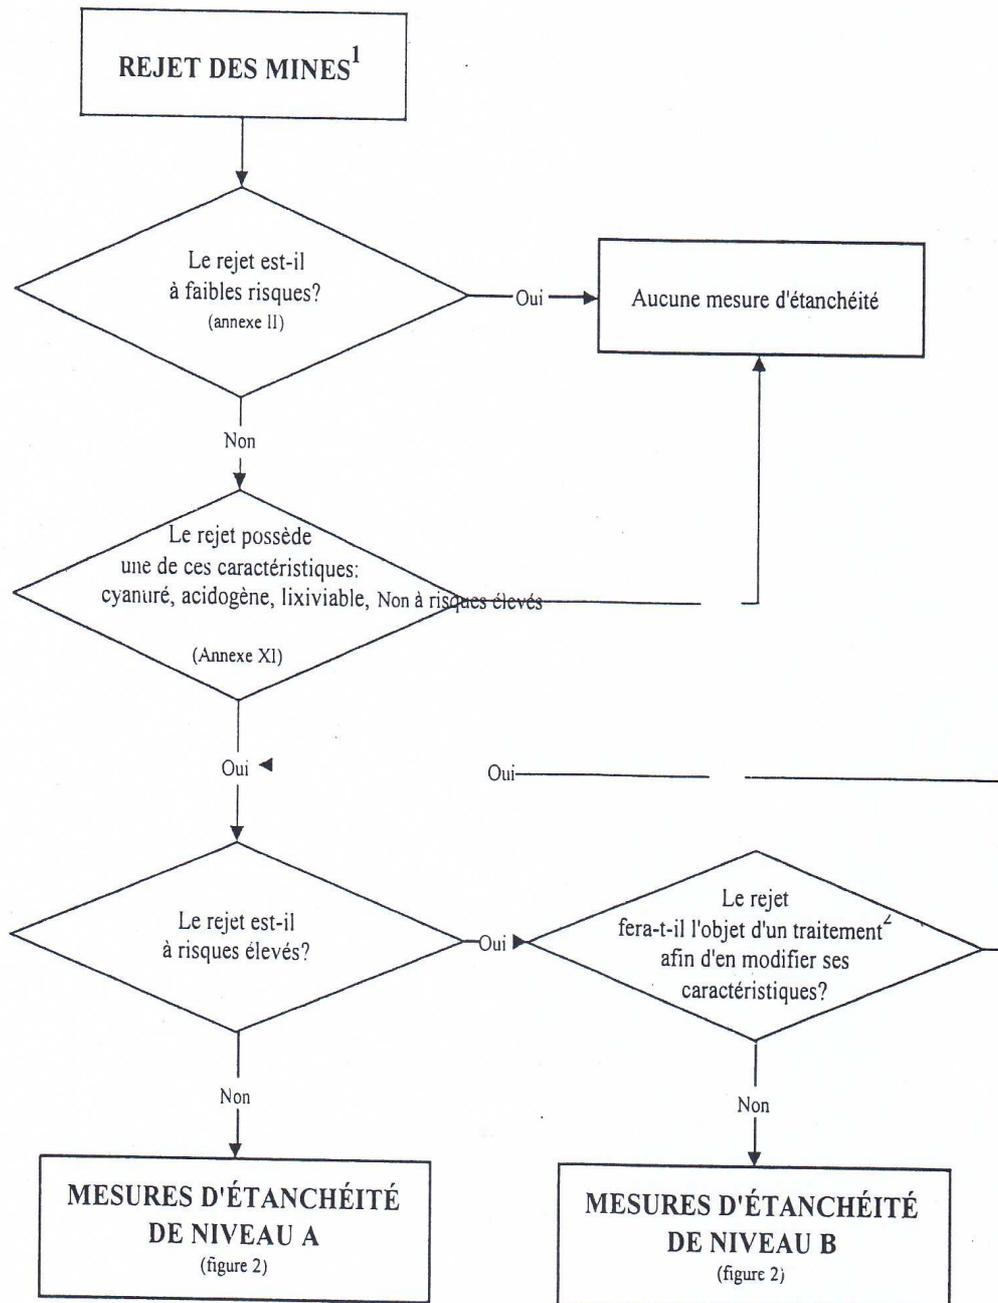 REJET DES MINES1
Le rejet est-il
à faibles risques?
(annexe II)
Oui
Aucune mesure d'étanchéité
Non
Le rejet possède
une de ces caractéristiques:
cyanuré, acidogène, lixiviable, Non à risques élevés
(Annexe XI)
Oui
Oui
Le rejet est-il
à risques élevés?
Oui
Le rejet
fera-t-il l'objet d'un traitement2
afin d'en modifier ses
caractéristiques?
Non
Non
MESURES D'ÉTANCHÉITÉ
DE NIVEAU A
(figure 2)
MESURES D'ÉTANCHÉITÉ
DE NIVEAU B
(figure 2)